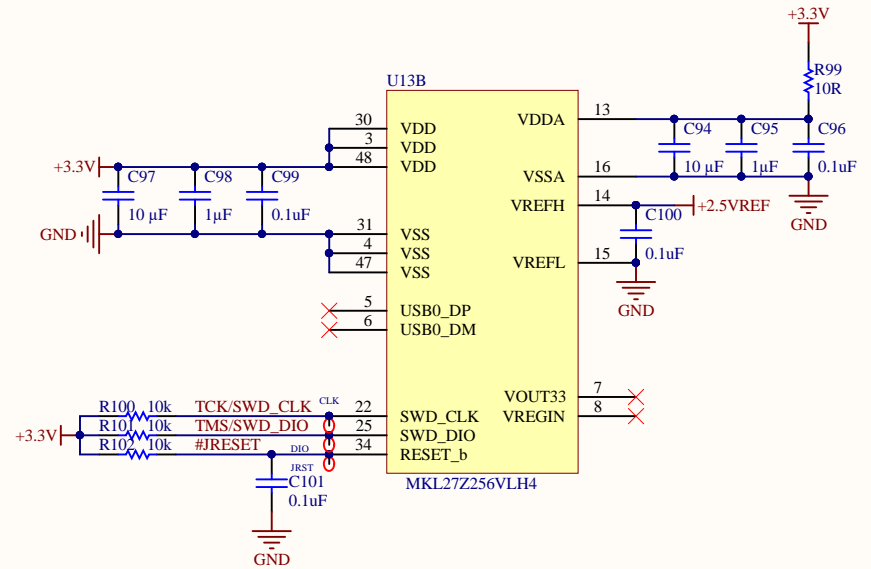 +3.3V
R99
10R
U13B
30 VDD
3 VDD
48 VDD
+3.3V
C97
10 µF
C98
1µF
C99
0.1uF
GND
31 VSS
4 VSS
47 VSS
5 USB0_DP
6 USB0_DM
VDDA 13
C94
10 µF
C95
1µF
C96
0.1uF
VSSA 16
GND
VREFH 14
+2.5VREF
C100
0.1uF
VREFL 15
GND
VOUT33 7
VREGIN 8
R100 10k TCK/SWD_CLK CLK 22 SWD_CLK
+3.3V R101 10k TMS/SWD_DIO 25 SWD_DIO
R102 10k #JRESET DIO 34 RESET_b
JRST
C101
0.1uF
GND
MKL27Z256VLH4